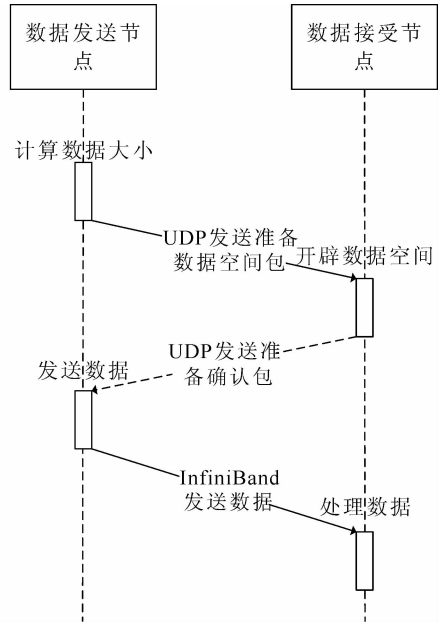 数据发送节
点
数据接受节
点
计算数据大小
UDP发送准备
数据空间包
开辟数据空间
UDP发送准
备确认包
发送数据
InfiniBand
发送数据
处理数据